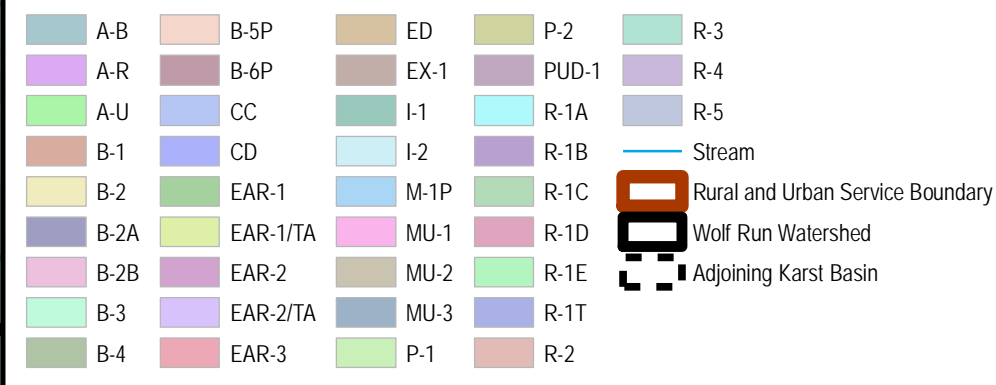 A-B
A-R
A-U
B-1
B-2
B-2A
B-2B
B-3
B-4
B-5P
B-6P
CC
CD
EAR-1
EAR-1/TA
EAR-2
EAR-2/TA
EAR-3
ED
EX-1
I-1
I-2
M-1P
MU-1
MU-2
MU-3
P-1
P-2
PUD-1
R-1A
R-1B
R-1C
R-1D
R-1E
R-1T
R-2
R-3
R-4
R-5
Stream
Rural and Urban Service Boundary
Wolf Run Watershed
Adjoining Karst Basin